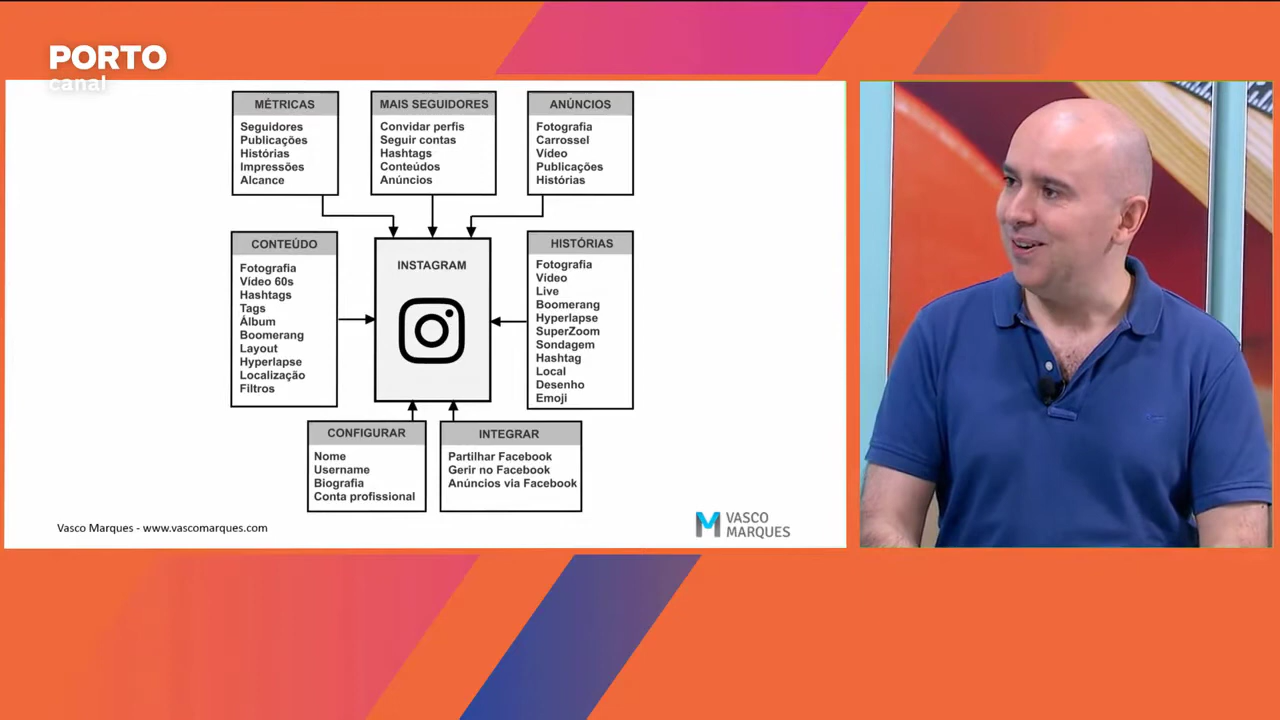 PORTO
canal
MÉTRICAS
Seguidores
Publicações
Histórias
Impressões
Alcance
MAIS SEGUIDORES
Convidar perfis
Seguir contas
Hashtags
Conteúdos
Anúncios
ANÚNCIOS
Fotografia
Carrossel
Vídeo
Publicações
Histórias
CONTEÚDO
Fotografia
Vídeo 60s
Hashtags
Tags
Álbum
Boomerang
Layout
Hyperlapse
Localização
Filtros
INSTAGRAM
HISTÓRIAS
Fotografia
Vídeo
Live
Boomerang
Hyperlapse
SuperZoom
Sondagem
Hashtag
Local
Desenho
Emoji
CONFIGURAR
Nome
Username
Biografia
Conta profissional
INTEGRAR
Partilhar Facebook
Gerir no Facebook
Anúncios via Facebook
Vasco Marques - www.vascomarques.com
VASCO
MARQUES